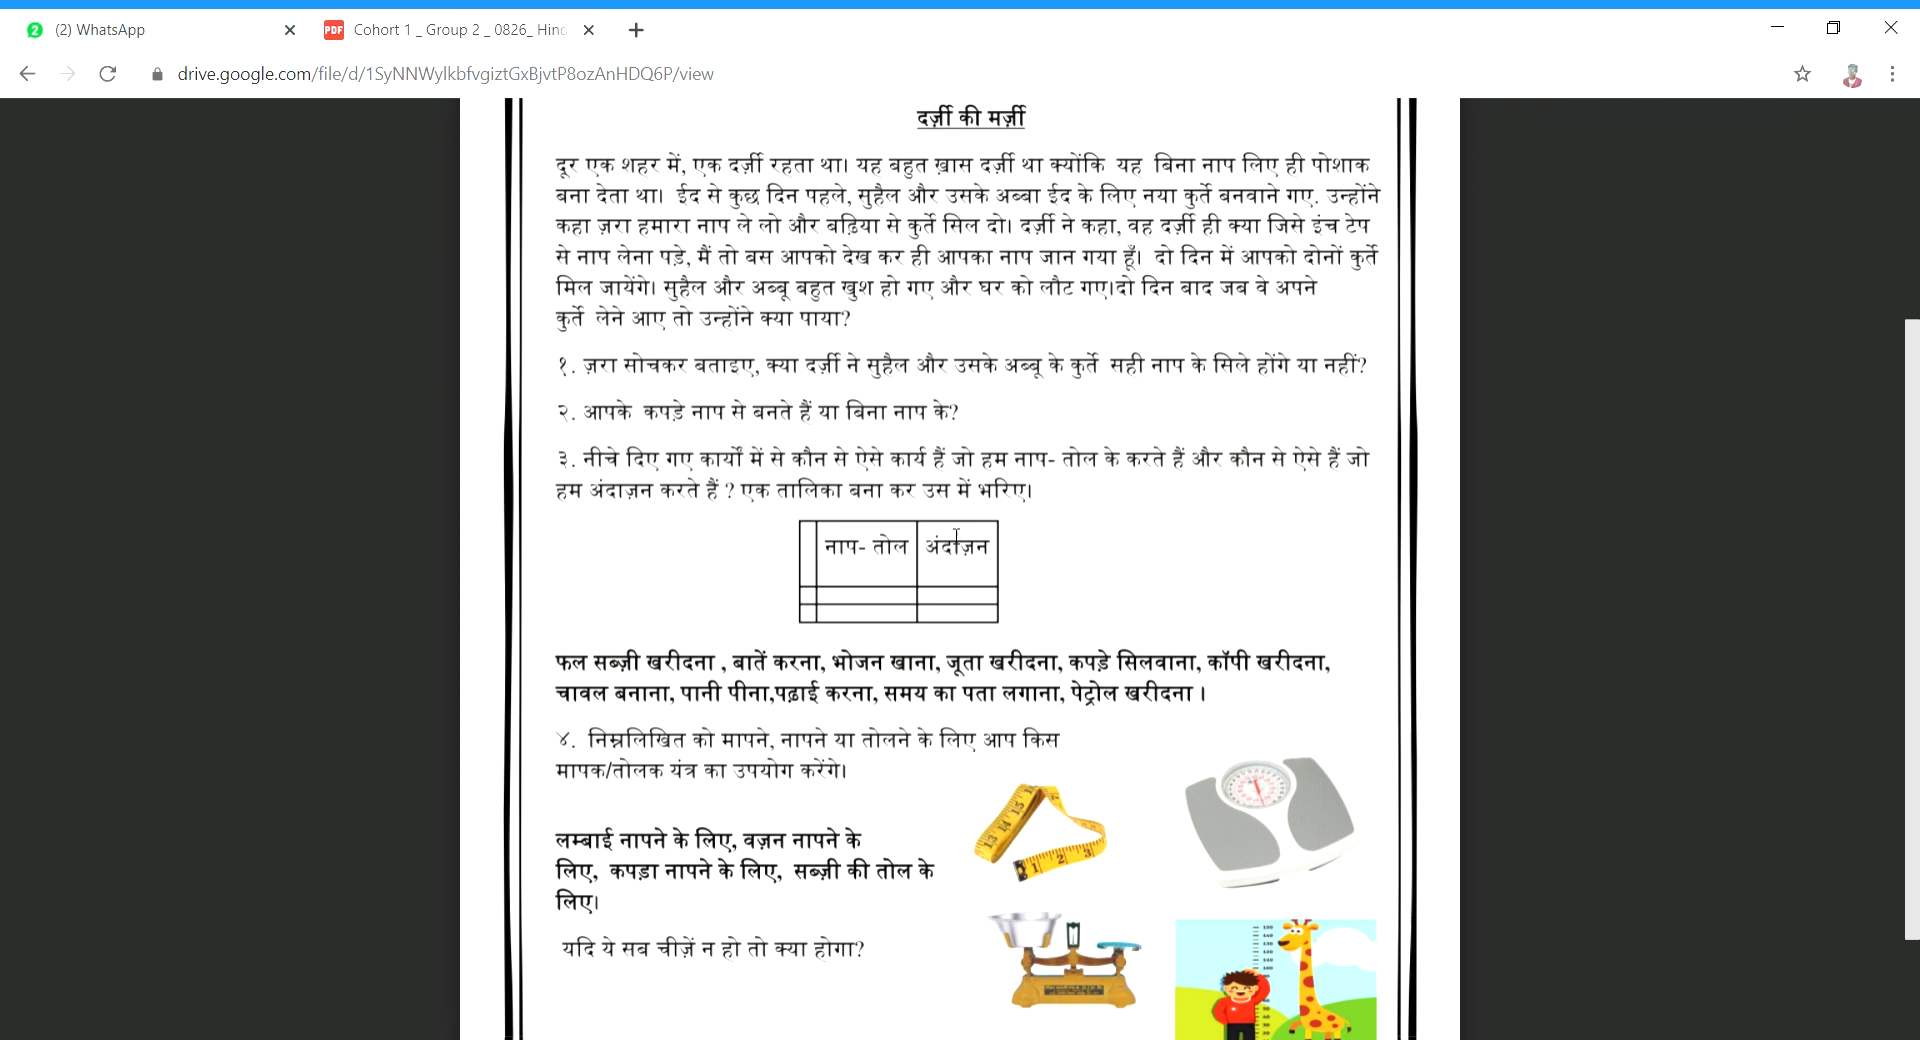 (2) WhatsApp
PDF Cohort 1 _ Group 2 _ 0826_ Hind
drive.google.com/file/d/1SyNNWylkbfvgiztGxBjvtP8ozAnHDQ6P/view
दर्ज़ी की मर्ज़ी
दूर एक शहर में, एक दर्ज़ी रहता था। यह बहुत ख़ास दर्ज़ी था क्योंकि यह बिना नाप लिए ही पोशाक
बना देता था। ईद से कुछ दिन पहले, सुहैल और उसके अब्बा ईद के लिए नया कुर्ते बनवाने गए. उन्होंने
कहा ज़रा हमारा नाप ले लो और बढ़िया से कुर्ते सिल दो। दर्ज़ी ने कहा, वह दर्ज़ी ही क्या जिसे इंच टेप
से नाप लेना पड़े, मैं तो बस आपको देख कर ही आपका नाप जान गया हूँ। दो दिन में आपको दोनों कुर्ते
मिल जायेंगे। सुहैल और अब्बू बहुत खुश हो गए और घर को लौट गए।दो दिन बाद जब वे अपने
कुर्ते लेने आए तो उन्होंने क्या पाया?
१. ज़रा सोचकर बताइए, क्या दर्ज़ी ने सुहैल और उसके अब्बू के कुर्ते सही नाप के सिले होंगे या नहीं?
२. आपके कपड़े नाप से बनते हैं या बिना नाप के?
३. नीचे दिए गए कार्यों में से कौन से ऐसे कार्य हैं जो हम नाप- तोल के करते हैं और कौन से ऐसे हैं जो
हम अंदाज़न करते हैं ? एक तालिका बना कर उस में भरिए।
नाप- तोल अंदाज़न
फल सब्ज़ी खरीदना , बातें करना, भोजन खाना, जूता खरीदना, कपड़े सिलवाना, कॉपी खरीदना,
चावल बनाना, पानी पीना,पढ़ाई करना, समय का पता लगाना, पेट्रोल खरीदना ।
४. निम्नलिखित को मापने, नापने या तोलने के लिए आप किस
मापक/तोलक यंत्र का उपयोग करेंगे।
लम्बाई नापने के लिए, वज़न नापने के
लिए, कपड़ा नापने के लिए, सब्ज़ी की तोल के
लिए।
यदि ये सब चीज़ें न हो तो क्या होगा?